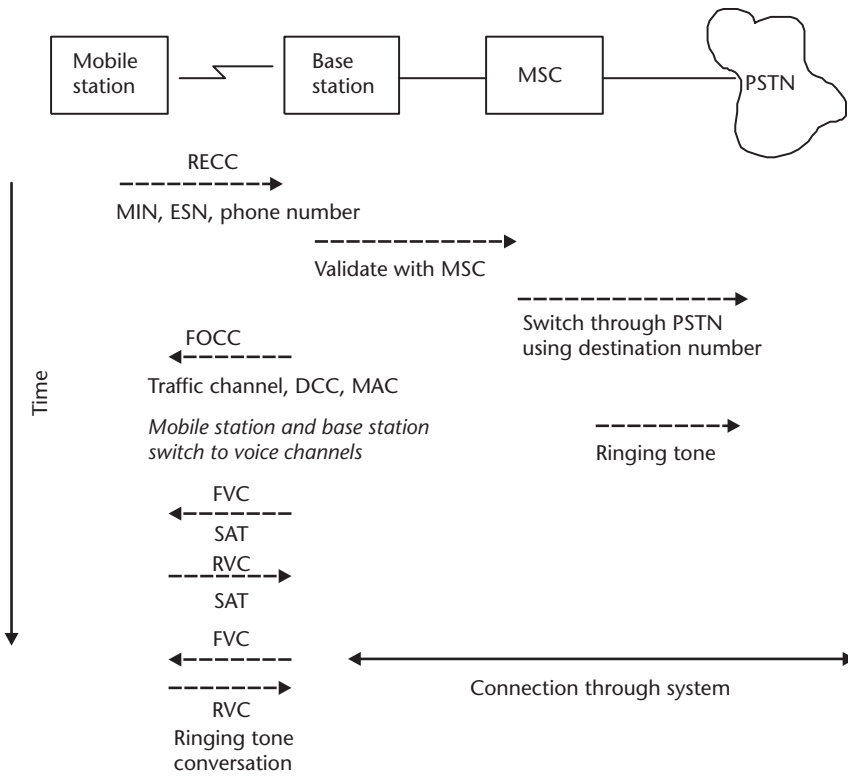 Mobile
station
Base
station
MSC
PSTN
RECC
MIN, ESN, phone number
Validate with MSC
Switch through PSTN
using destination number
FOCC
Traffic channel, DCC, MAC
Time
Mobile station and base station
switch to voice channels
Ringing tone
FVC
SAT
RVC
SAT
FVC
Connection through system
RVC
Ringing tone
conversation